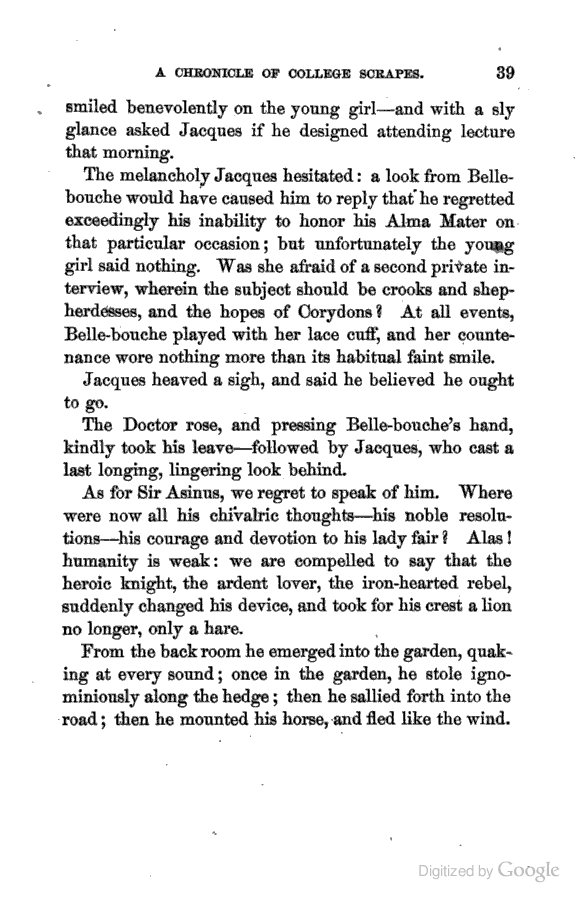 A CHRONICLE OF COLLEGE SCRAPES. 39
smiled benevolently on the young girl—and with a sly
glance asked Jacques if he designed attending lecture
that morning.
The melancholy Jacques hesitated: a look from Belle-
bouche would have caused him to reply that he regretted
exceedingly his inability to honor his Alma Mater on
that particular occasion; but unfortunately the young
girl said nothing. Was she afraid of a second private in-
terview, wherein the subject should be crooks and shep-
herdesses, and the hopes of Corydons? At all events,
Belle-bouche played with her lace cuff, and her counte-
nance wore nothing more than its habitual faint smile.
Jacques heaved a sigh, and said he believed he ought
to go.
The Doctor rose, and pressing Belle-bouche's hand,
kindly took his leave—followed by Jacques, who cast a
last longing, lingering look behind.
As for Sir Asinus, we regret to speak of him. Where
were now all his chivalric thoughts—his noble resolu-
tions—his courage and devotion to his lady fair? Alas!
humanity is weak: we are compelled to say that the
heroic knight, the ardent lover, the iron-hearted rebel,
suddenly changed his device, and took for his crest a lion
no longer, only a hare.
From the back room he emerged into the garden, quak-
ing at every sound; once in the garden, he stole igno-
miniously along the hedge; then he sallied forth into the
road; then he mounted his horse, and fled like the wind.
Digitized by Google